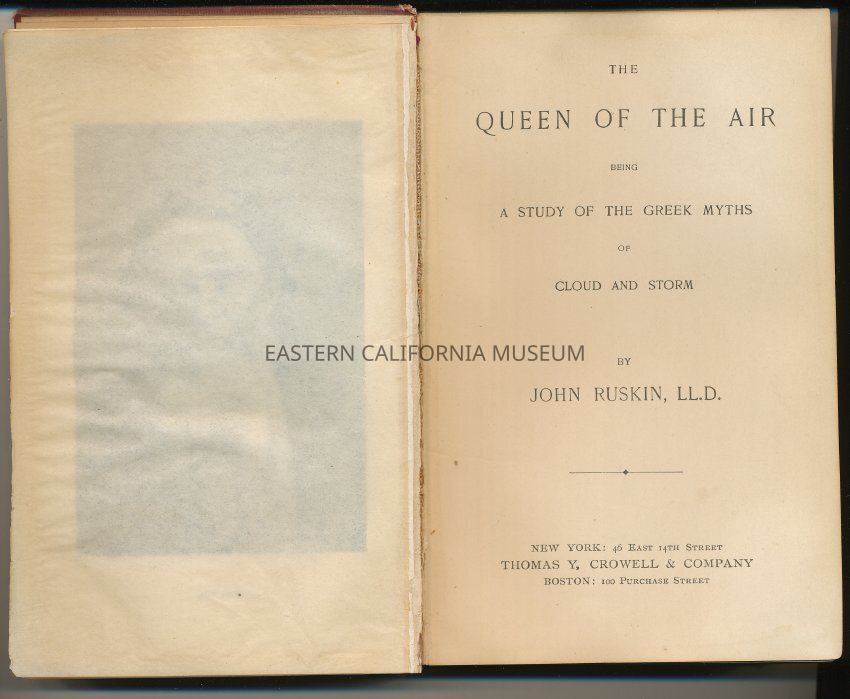 THE
QUEEN OF THE AIR
BEING
A STUDY OF THE GREEK MYTHS
OF
CLOUD AND STORM
EASTERN CALIFORNIA MUSEUM
BY
JOHN RUSKIN, LL.D.
NEW YORK: 46 EAST 14TH STREET
THOMAS Y. CROWELL & COMPANY
BOSTON: 100 PURCHASE STREET